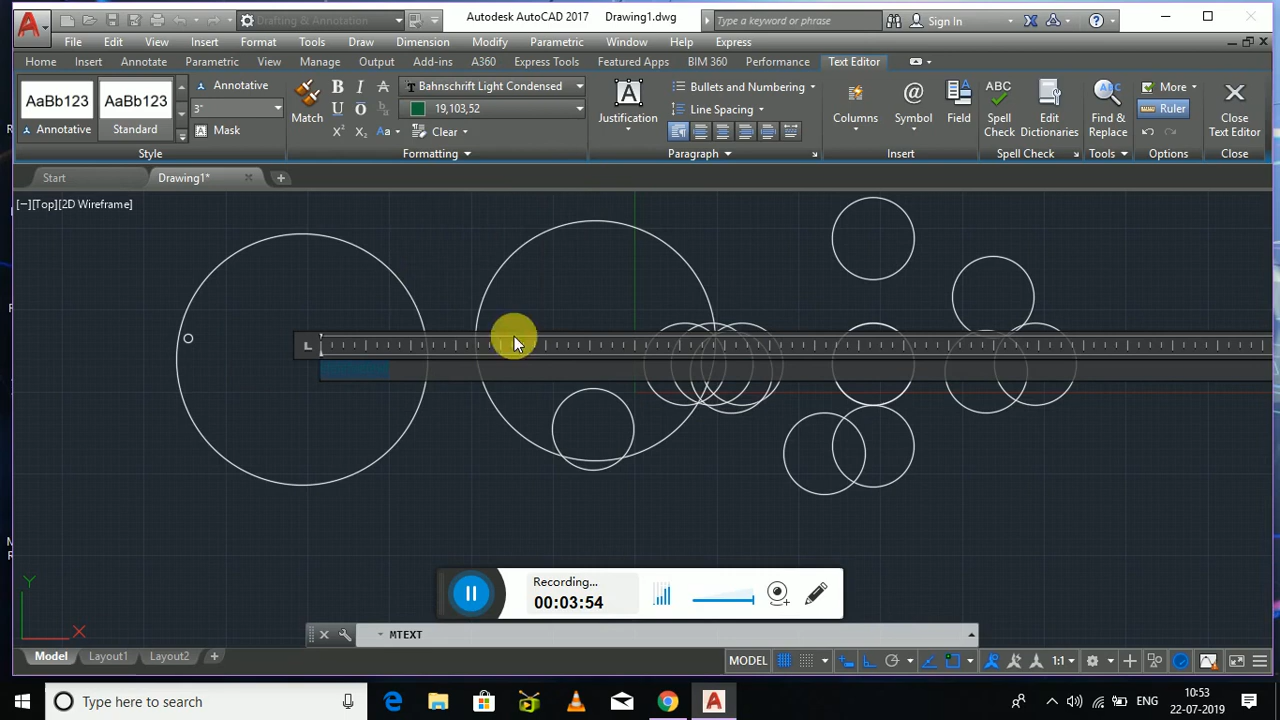 Drafting & Annotation
Autodesk AutoCAD 2017 Drawing1.dwg
Type a keyword or phrase
Sign In
File Edit View Insert Format Tools Draw Dimension Modify Parametric Window Help Express
Home Insert Annotate Parametric View Manage Output Add-ins A360 Express Tools Featured Apps BIM 360 Performance Text Editor
AaBb123 AaBb123
Annotative Standard
Annotative
3"
Mask
Style
Match
B I A
U O
Aa
Bahnschrift Light Condensed
19,103,52
Clear
Formatting
Justification
Bullets and Numbering
Line Spacing
Paragraph
Columns Symbol Field
Insert
Spell Check
Edit Dictionaries
Spell Check
Find & Replace
Tools
More
Ruler
Options
Close Text Editor
Close
Start Drawing1*
[−][Top][2D Wireframe]
L
Y
X
Recording...
00:03:54
MTEXT
Model Layout1 Layout2
MODEL
1:1
Type here to search
ENG
10:53
22-07-2019